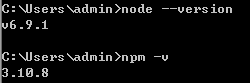 C:\Users\admin>node --version
v6.9.1
C:\Users\admin>npm -v
3.10.8